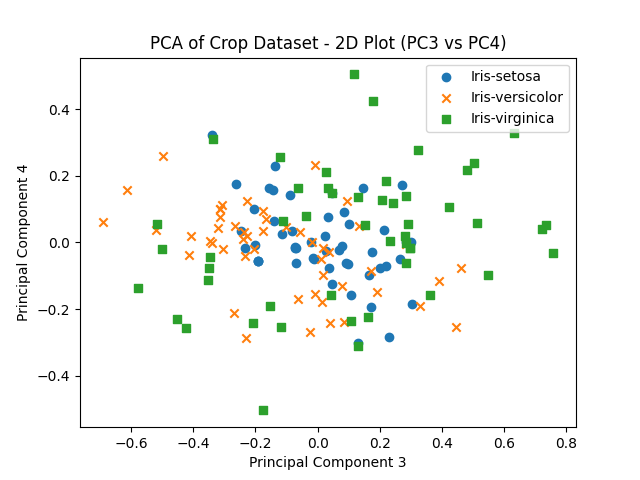 PCA of Crop Dataset - 2D Plot (PC3 vs PC4)
Iris-setosa
Iris-versicolor
Iris-virginica
Principal Component 4
0.4
0.2
0.0
−0.2
−0.4
−0.6
−0.4
−0.2
0.0
0.2
0.4
0.6
0.8
Principal Component 3